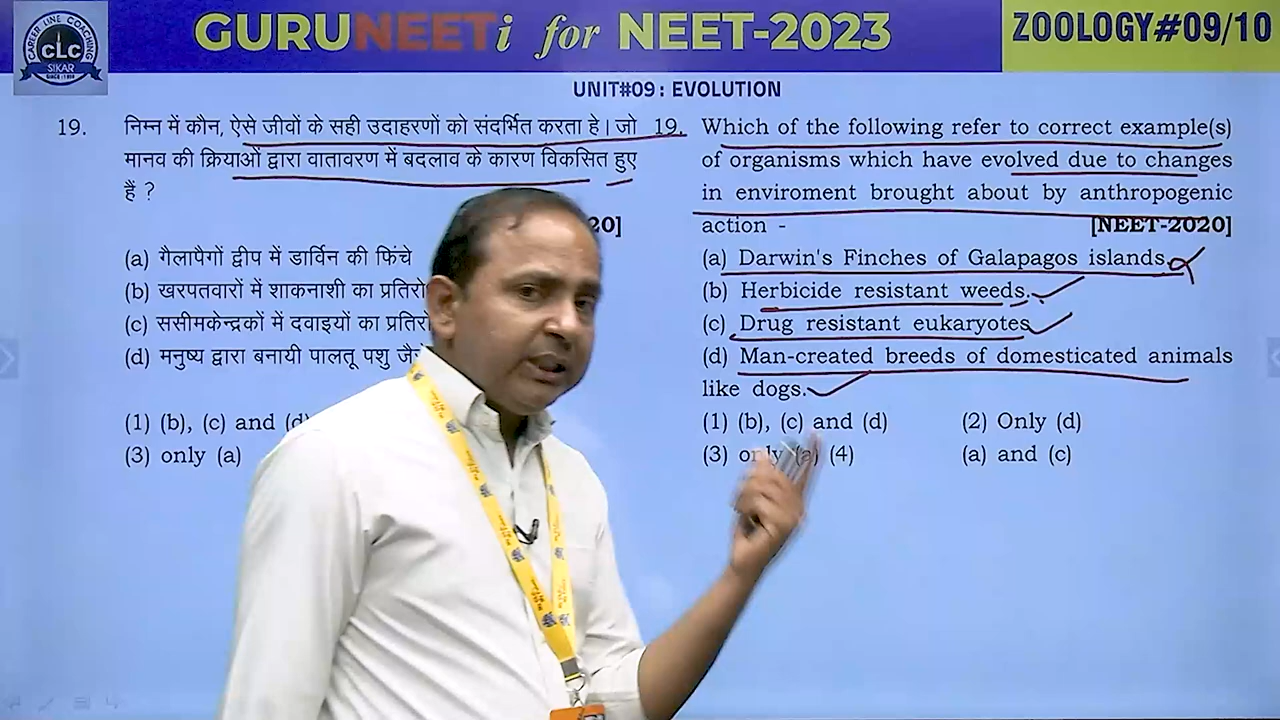 GURUNEETi for NEET-2023
ZOOLOGY#09/10
CAREER LINE COACHING
CLC
SIKAR
SINCE : 1996
UNIT#09 : EVOLUTION
19. निम्न में कौन, ऐसे जीवों के सही उदाहरणों को संदर्भित करता हे। जो
मानव की क्रियाओं द्वारा वातावरण में बदलाव के कारण विकसित हुए
हैं ?
20]
(a) गैलापैगों द्वीप में डार्विन की फिंचे
(b) खरपतवारों में शाकनाशी का
(c) ससीमकेन्द्रकों में दवाइयों का
(d) मनुष्य द्वारा बनायी पालतू पशु
(1) (b), (c) and
(3) only (a)
19. Which of the following refer to correct example(s)
of organisms which have evolved due to changes
in enviroment brought about by anthropogenic
action - [NEET-2020]
(a) Darwin's Finches of Galapagos islands.
(b) Herbicide resistant weeds.
(c) Drug resistant eukaryotes
(d) Man-created breeds of domesticated animals
like dogs.
(1) (b), (c) and (d) (2) Only (d)
(3) only (a) (4) (a) and (c)